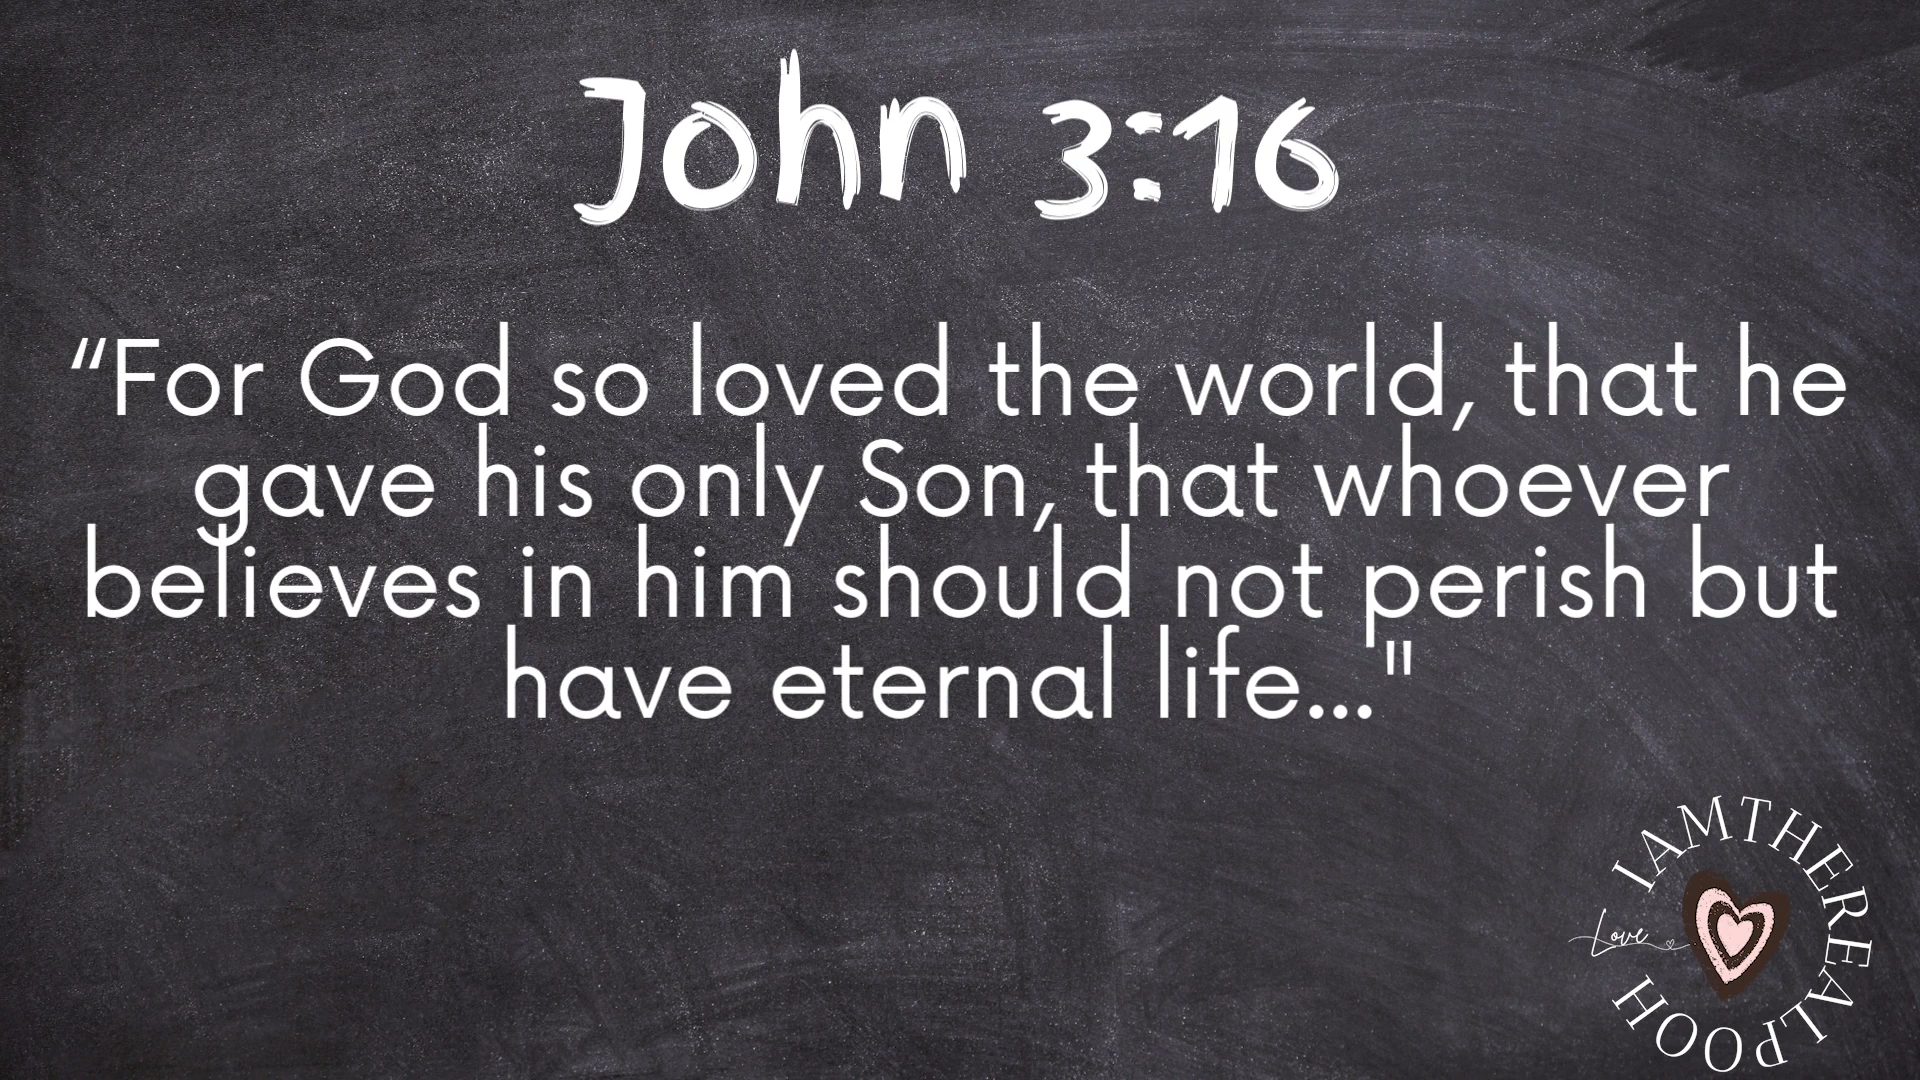 John 3:16
“For God so loved the world, that he
gave his only Son, that whoever
believes in him should not perish but
have eternal life..."
IAMTHEREALPOOH
Love